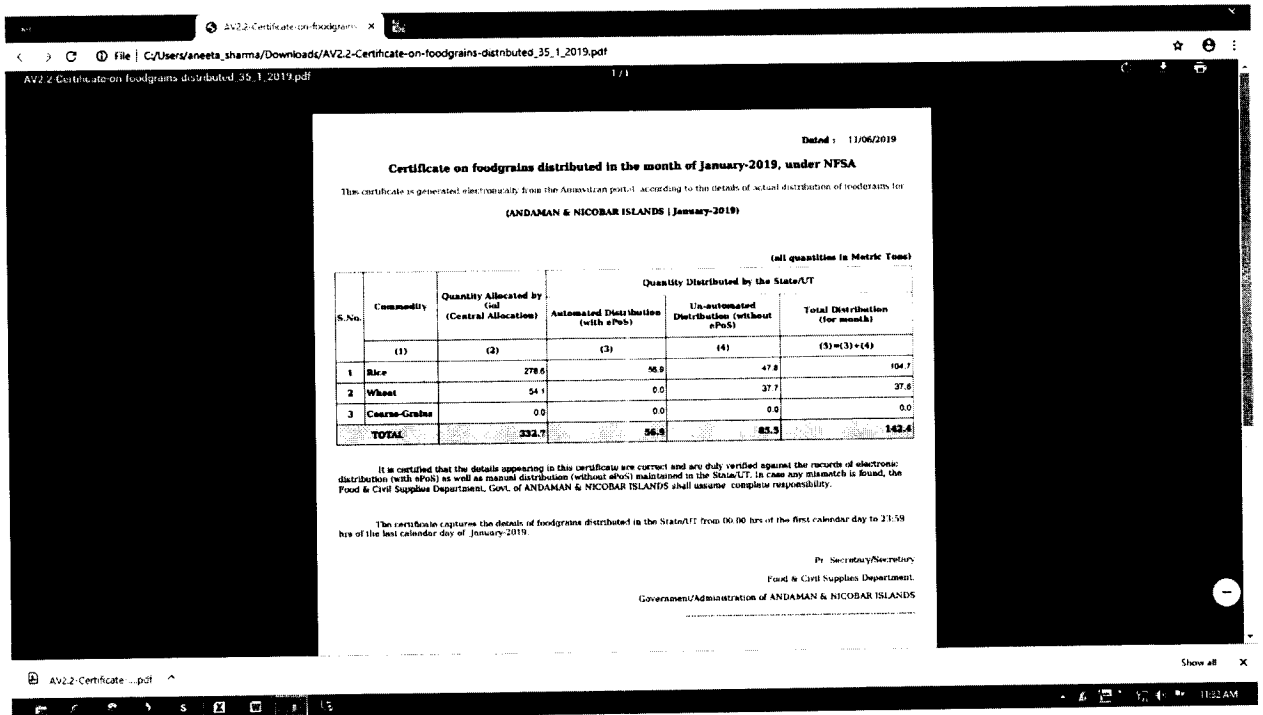 AV2.2-Certificate-on-foodgrains
File | C:/Users/aneeta_sharma/Downloads/AV2.2-Certificate-on-foodgrains-distributed_35_1_2019.pdf
AV2.2-Certificate-on-foodgrains-distributed_35_1_2019.pdf
1 / 1
Dated : 11/06/2019
Certificate on foodgrains distributed in the month of January-2019, under NFSA
This certificate is generated electronically from the Annavitran portal according to the details of actual distribution of foodgrains for
(ANDAMAN & NICOBAR ISLANDS | January-2019)
(all quantities in Metric Tons)
S.No. Commodity Quantity Allocated by GoI (Central Allocation) Quantity Distributed by the State/UT
Automated Distribution (with ePoS) Un-automated Distribution (without ePoS) Total Distribution (for month)
(1) (2) (3) (4) (5)=(3)+(4)
1 Rice 278.6 56.9 47.8 104.7
2 Wheat 54.1 0.0 37.7 37.6
3 Coarse-Grains 0.0 0.0 0.0 0.0
TOTAL 332.7 56.9 85.5 142.4
It is certified that the details appearing in this certificate are correct and are duly verified against the records of electronic
distribution (with ePoS) as well as manual distribution (without ePoS) maintained in the State/UT. In case any mismatch is found, the
Food & Civil Supplies Department, Govt. of ANDAMAN & NICOBAR ISLANDS shall assume complete responsibility.
The certificate captures the details of foodgrains distributed in the State/UT from 00.00 hrs of the first calendar day to 23:59
hrs of the last calendar day of January-2019.
Pr. Secretary/Secretary
Food & Civil Supplies Department,
Government/Administration of ANDAMAN & NICOBAR ISLANDS
Show all
AV2.2-Certificate-...pdf
11:32 AM